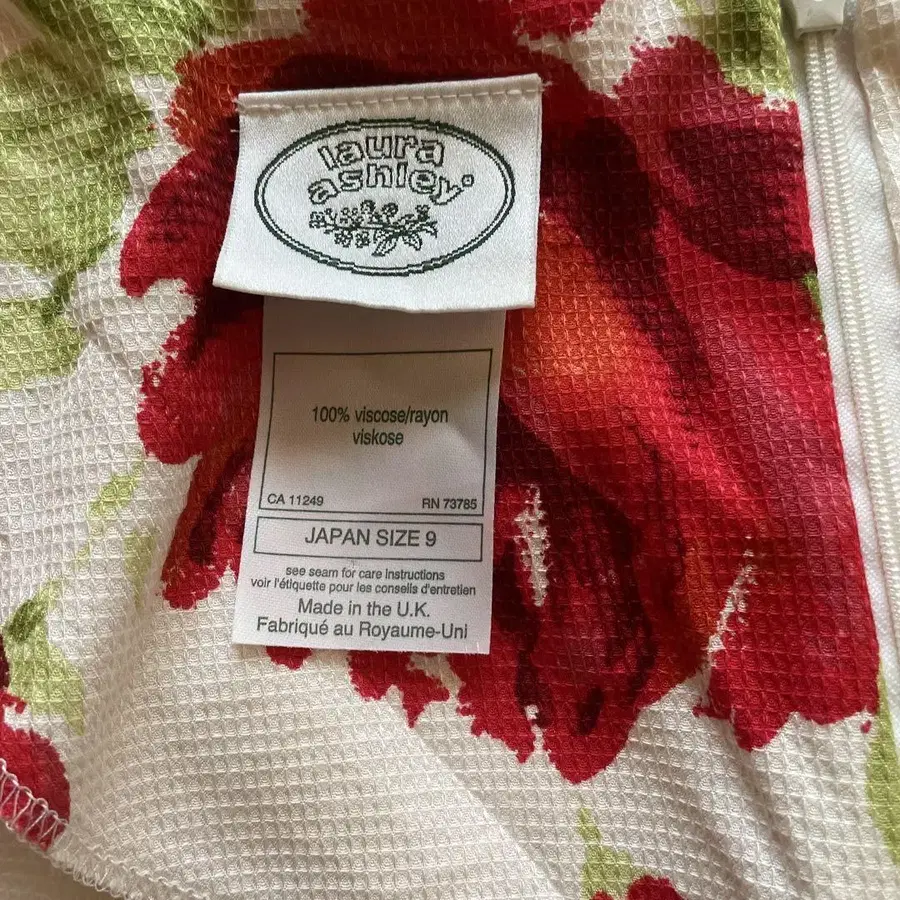 laura
ashley®
100% viscose/rayon
viskose
CA 11249 RN 73785
JAPAN SIZE 9
see seam for care instructions
voir l'étiquette pour les conseils d'entretien
Made in the U.K.
Fabriqué au Royaume-Uni